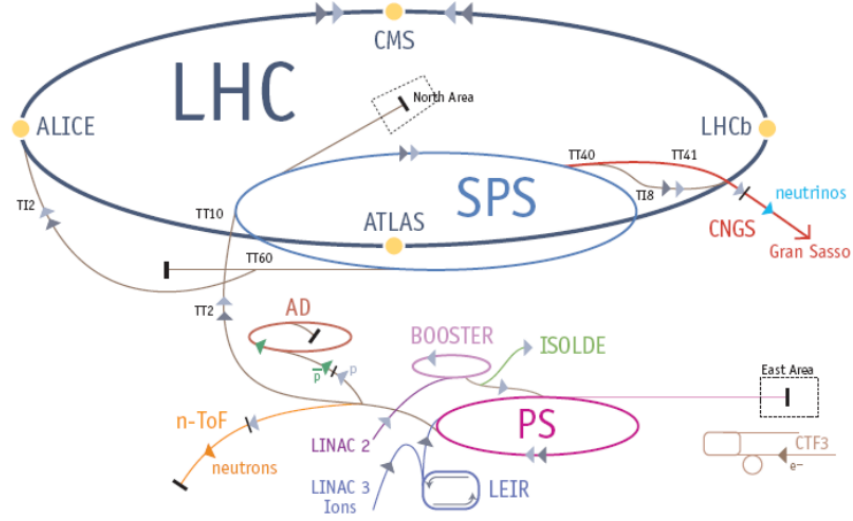 CMS
LHC
North Area
ALICE
LHCb
TT40
TT41
TI2
TT10
SPS
TI8
neutrinos
ATLAS
CNGS
Gran Sasso
TT60
TT2
AD
BOOSTER
ISOLDE
p
p
East Area
n-ToF
PS
LINAC 2
neutrons
CTF3
e–
LINAC 3
Ions
LEIR